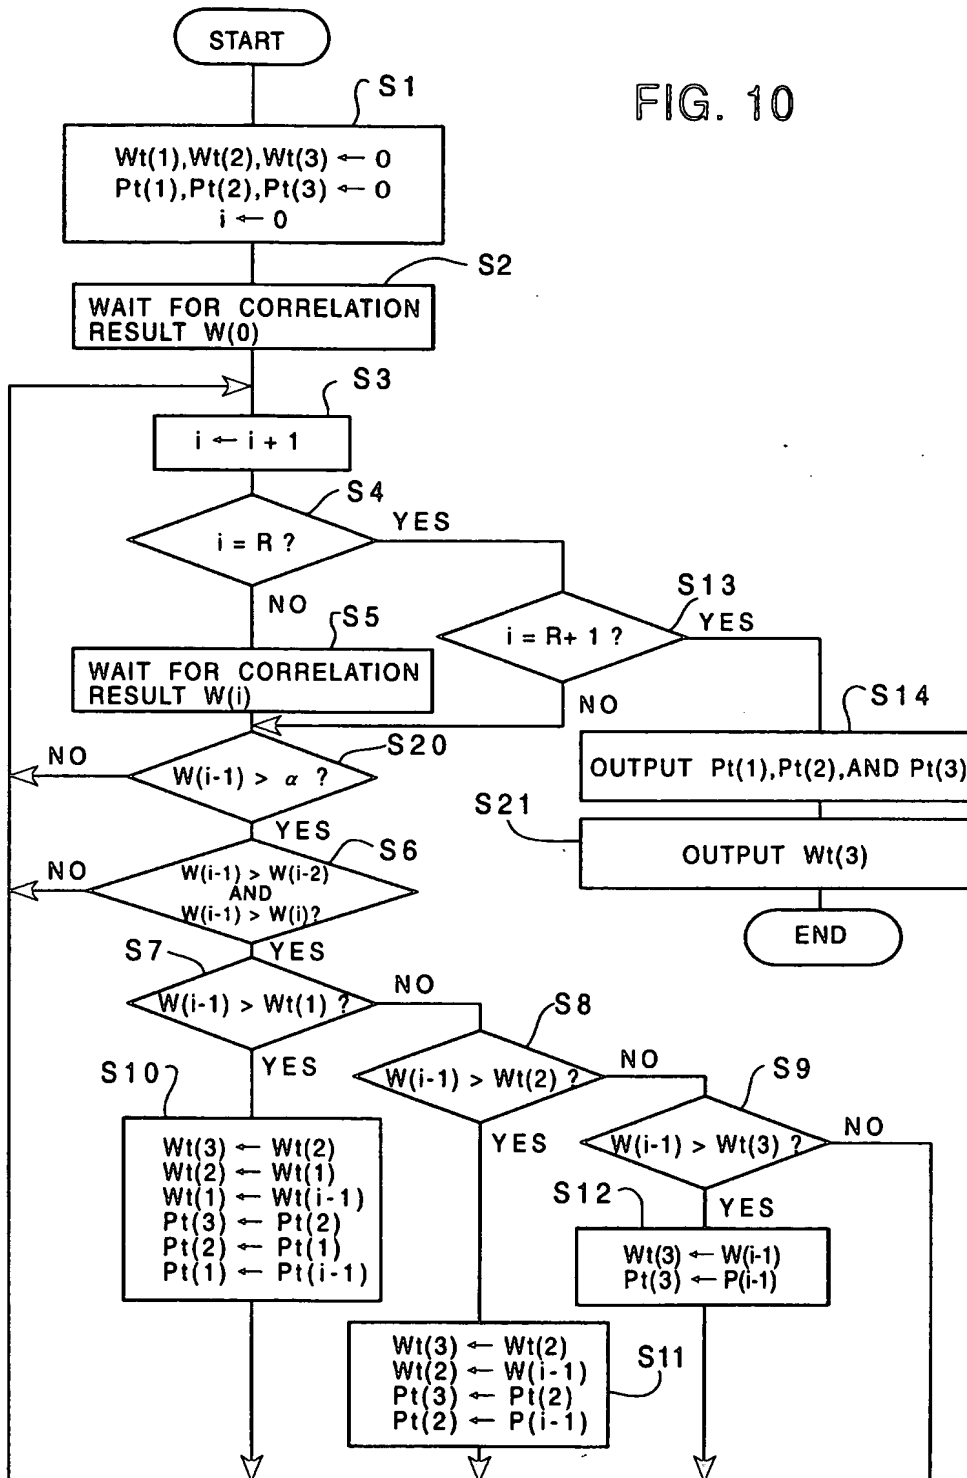 START
FIG. 10
S1
Wt(1),Wt(2),Wt(3) ← 0
Pt(1),Pt(2),Pt(3) ← 0
i ← 0
S2
WAIT FOR CORRELATION
RESULT W(0)
S3
i ← i + 1
S4
i = R ?
YES
NO
S13
i = R+ 1 ?
YES
NO
S5
WAIT FOR CORRELATION
RESULT W(i)
S14
OUTPUT Pt(1),Pt(2),AND Pt(3)
S20
W(i-1) > α ?
NO
YES
S21
OUTPUT Wt(3)
END
S6
W(i-1) > W(i-2)
AND
W(i-1) > W(i)?
NO
YES
S7
W(i-1) > Wt(1) ?
NO
YES
S8
W(i-1) > Wt(2) ?
NO
YES
S9
W(i-1) > Wt(3) ?
NO
YES
S10
Wt(3) ← Wt(2)
Wt(2) ← Wt(1)
Wt(1) ← Wt(i-1)
Pt(3) ← Pt(2)
Pt(2) ← Pt(1)
Pt(1) ← Pt(i-1)
S12
Wt(3) ← W(i-1)
Pt(3) ← P(i-1)
S11
Wt(3) ← Wt(2)
Wt(2) ← W(i-1)
Pt(3) ← Pt(2)
Pt(2) ← P(i-1)